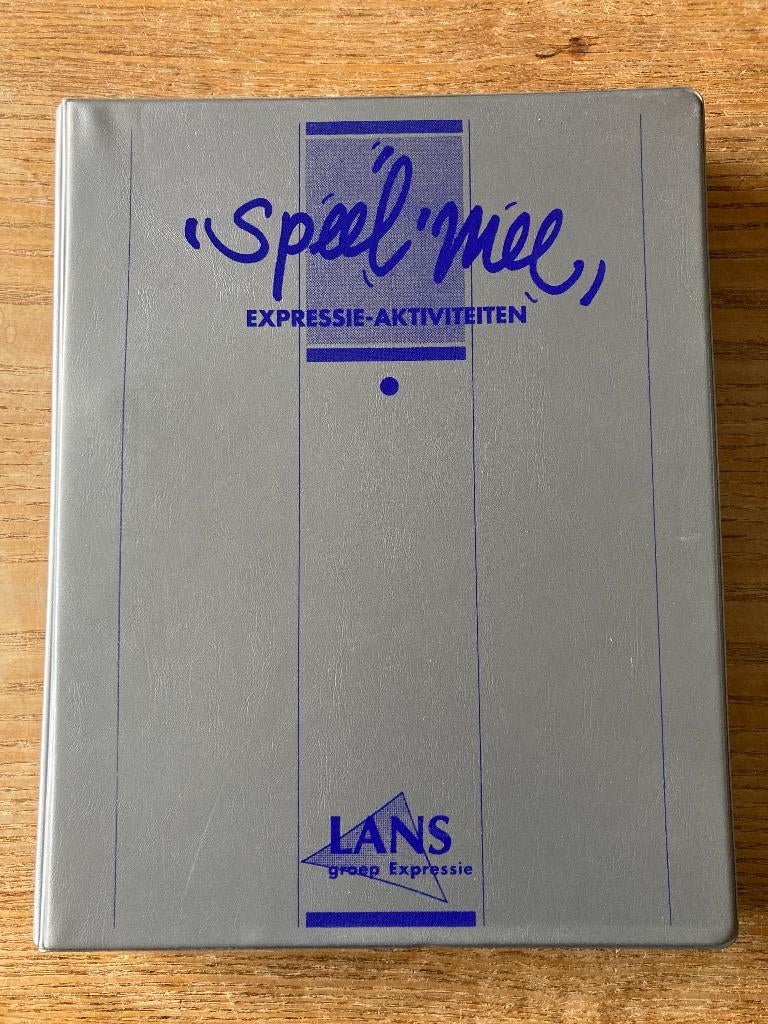 speel mee
EXPRESSIE-AKTIVITEITEN
LANS
groep Expressie